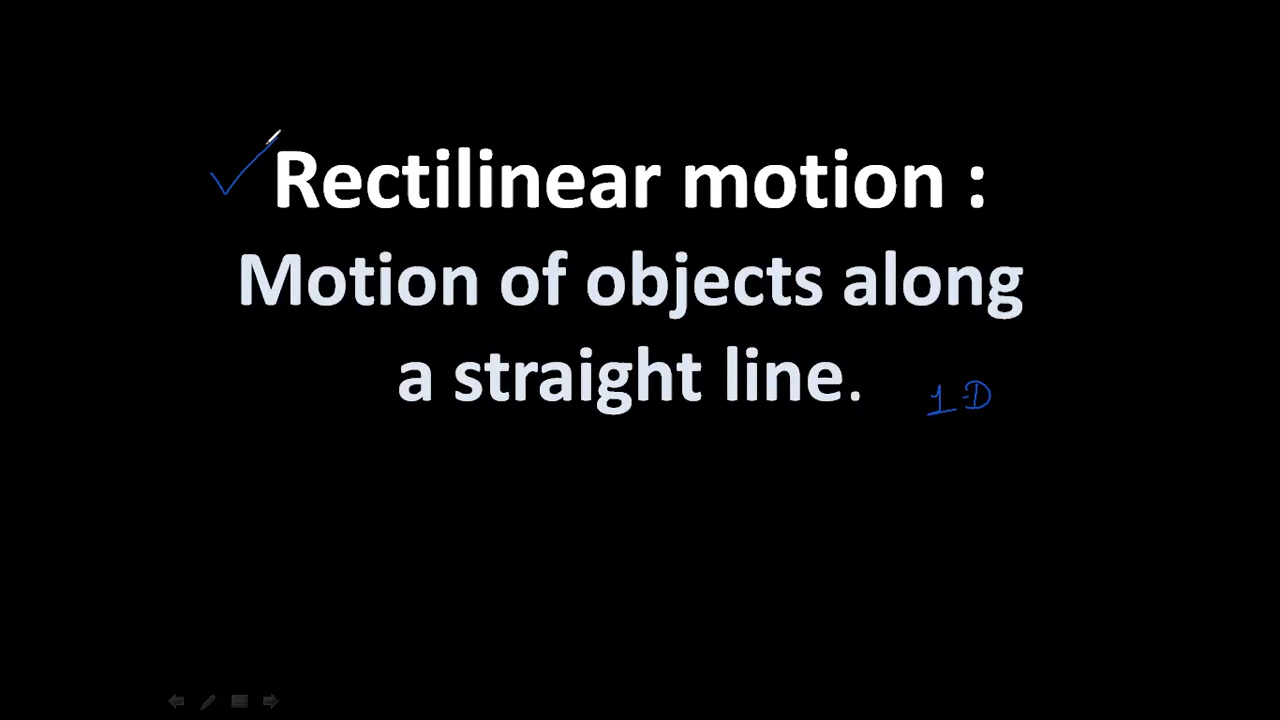 Rectilinear motion :
Motion of objects along
a straight line.
1-D